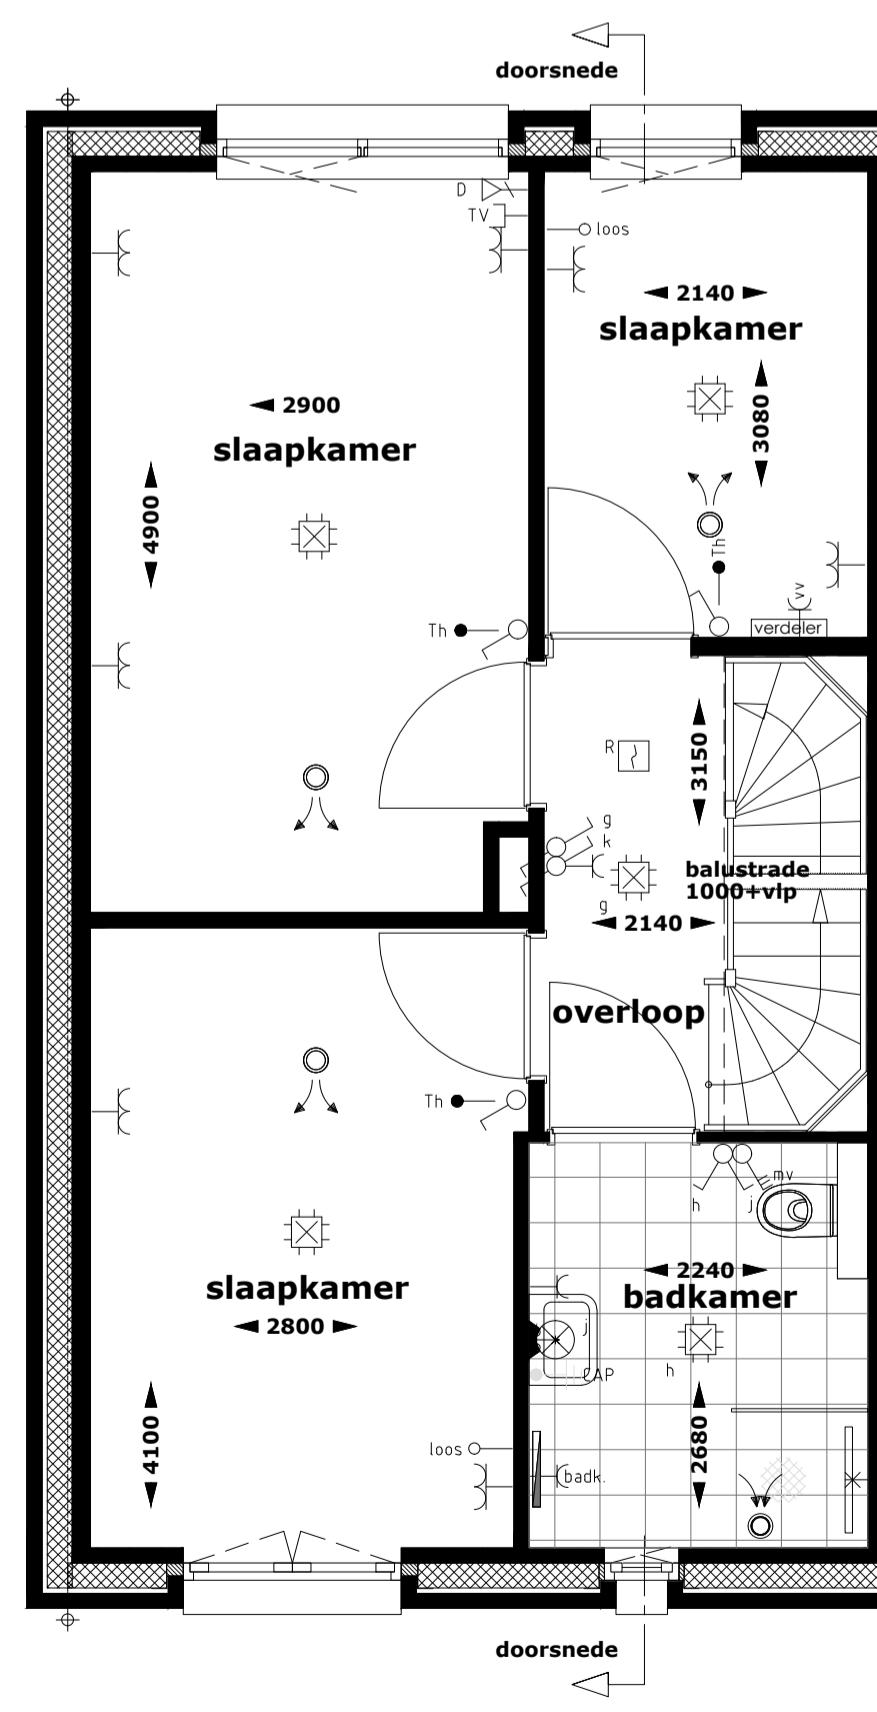 doorsnede
D
TV
loos
2140
slaapkamer
3080
2900
slaapkamer
4900
Th
Th
vv
verdeler
R
3150
g
k
balustrade
1000+vlp
g
2140
overloop
Th
mv
h
j
2240
badkamer
slaapkamer
2800
j
h
CAP
4100
2680
loos
badk.
doorsnede